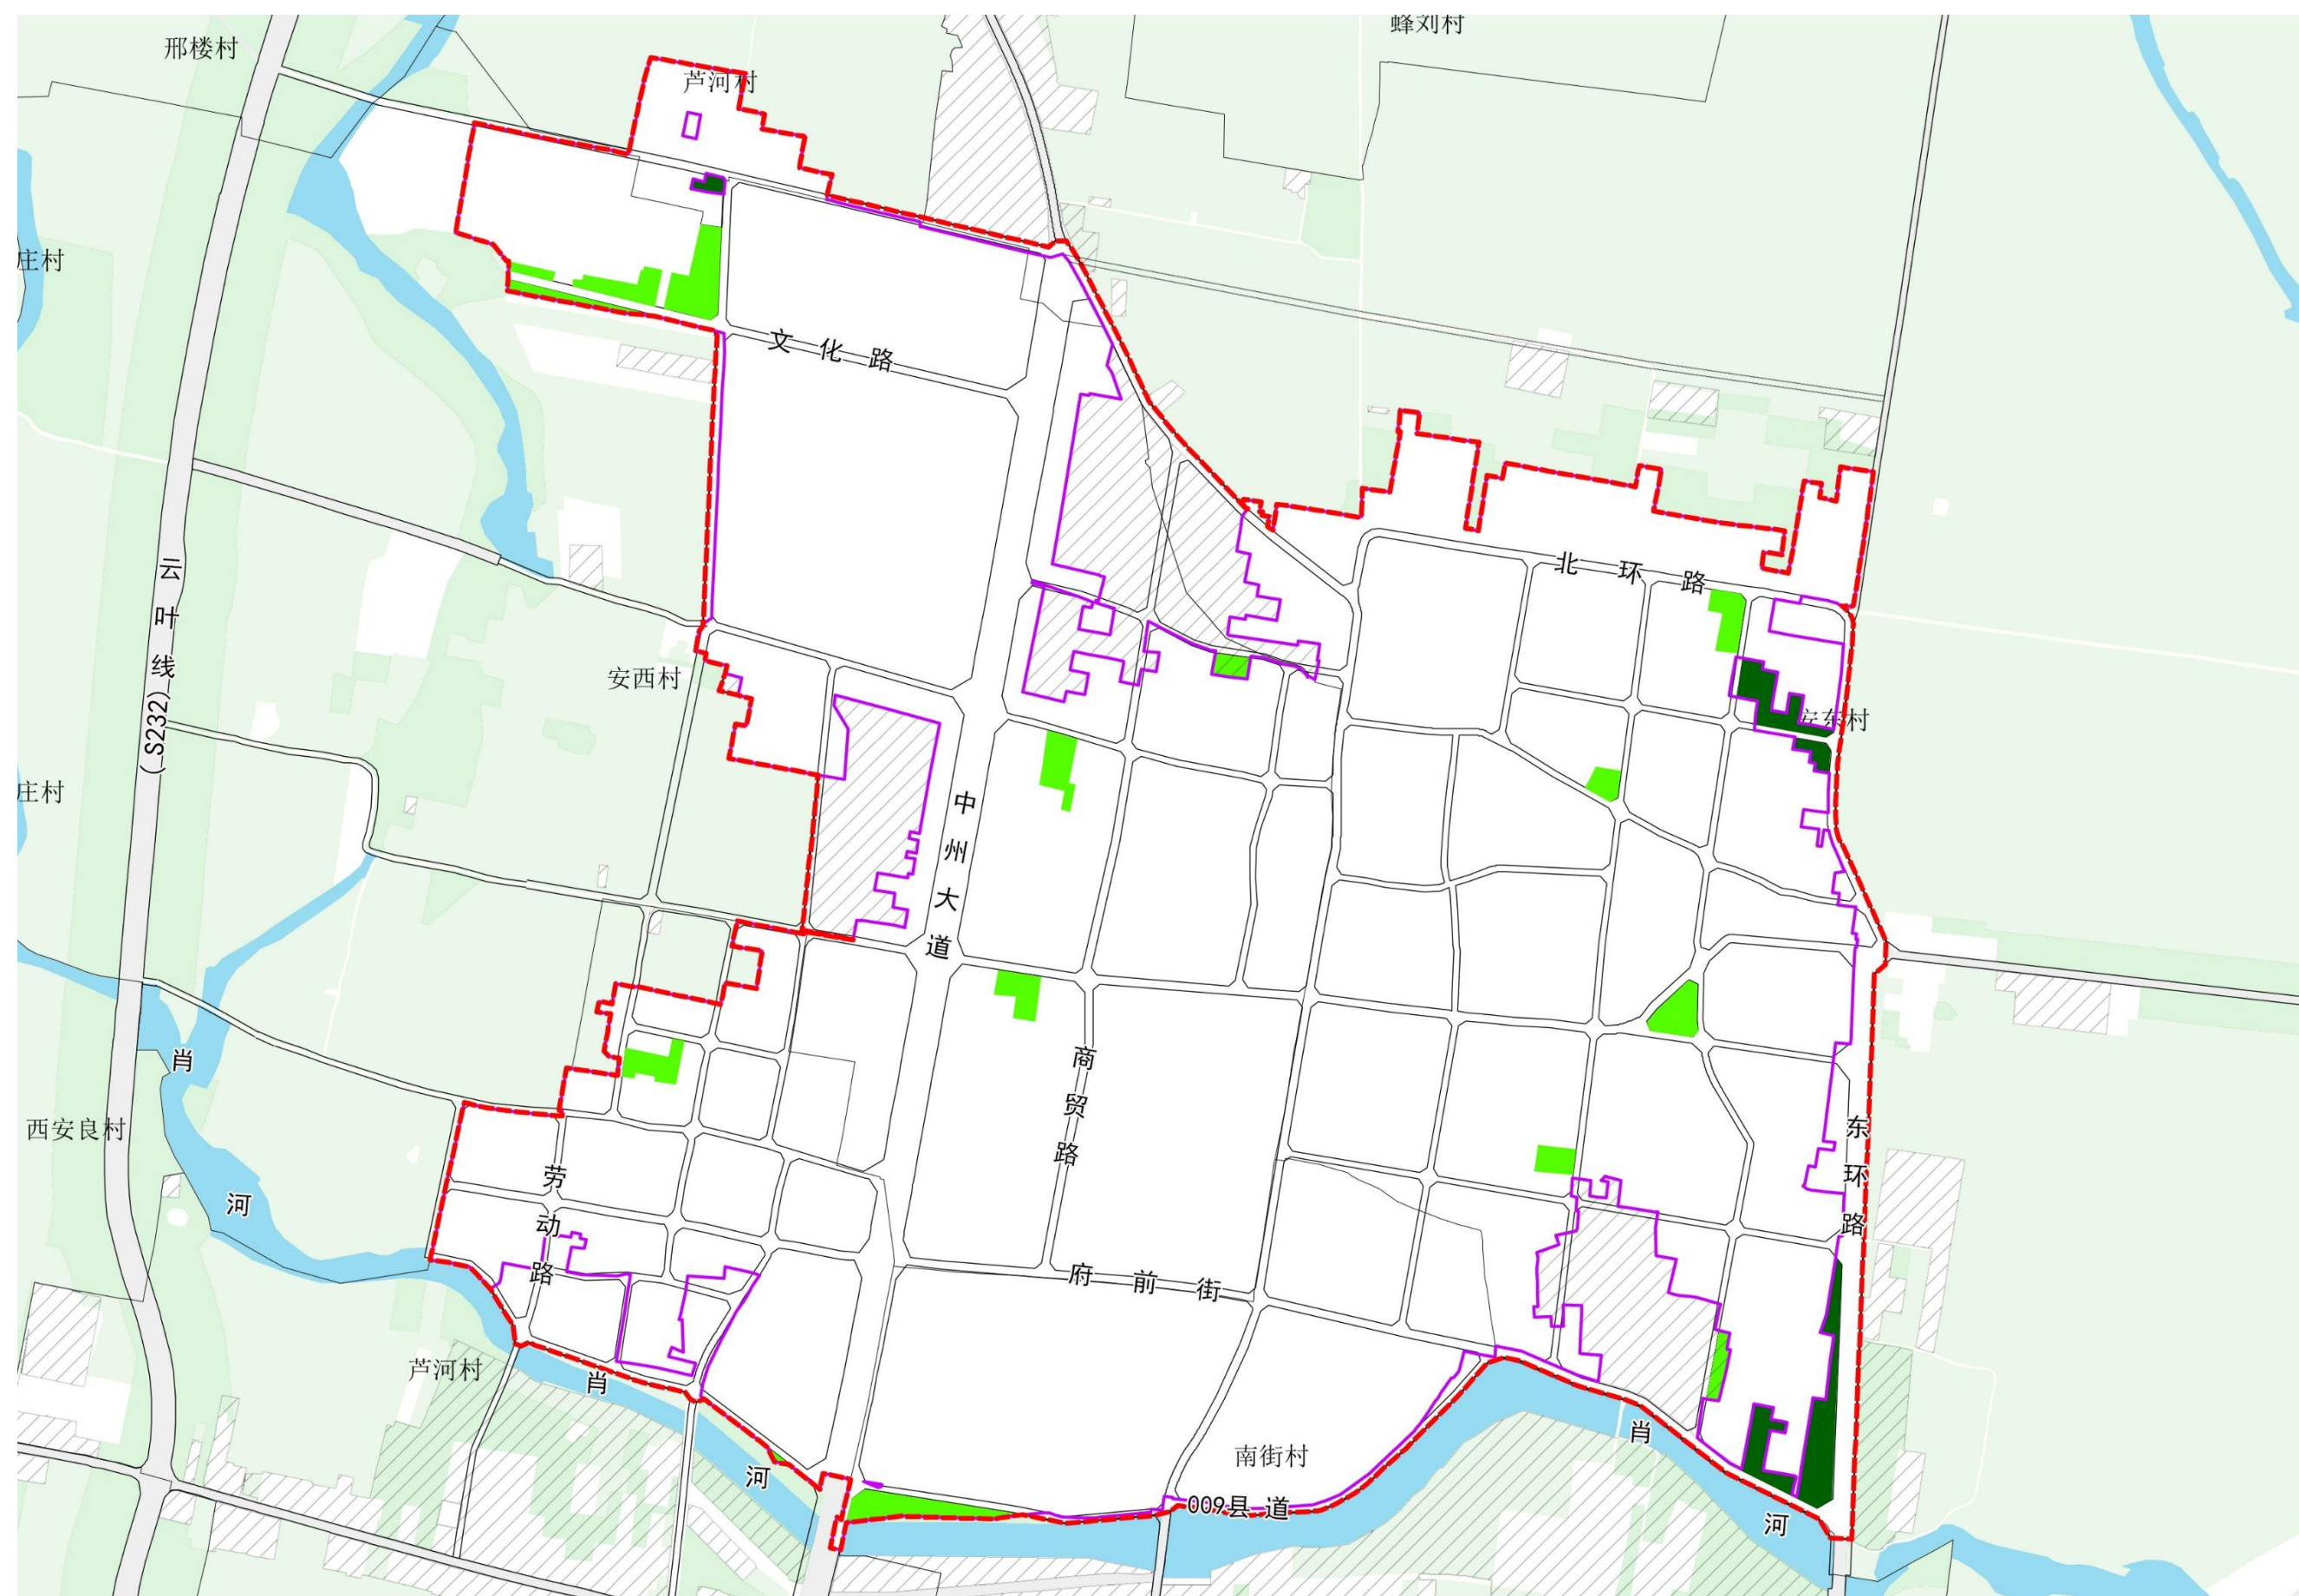 蜂刘村
邢楼村
芦河村
庄村
文化路
北环路
云叶线(S232)
安西村
安东村
庄村
中州大道
肖河
商贸路
西安良村
东环路
劳动路
府前街
芦河村
肖河
南街村
肖河
009县道